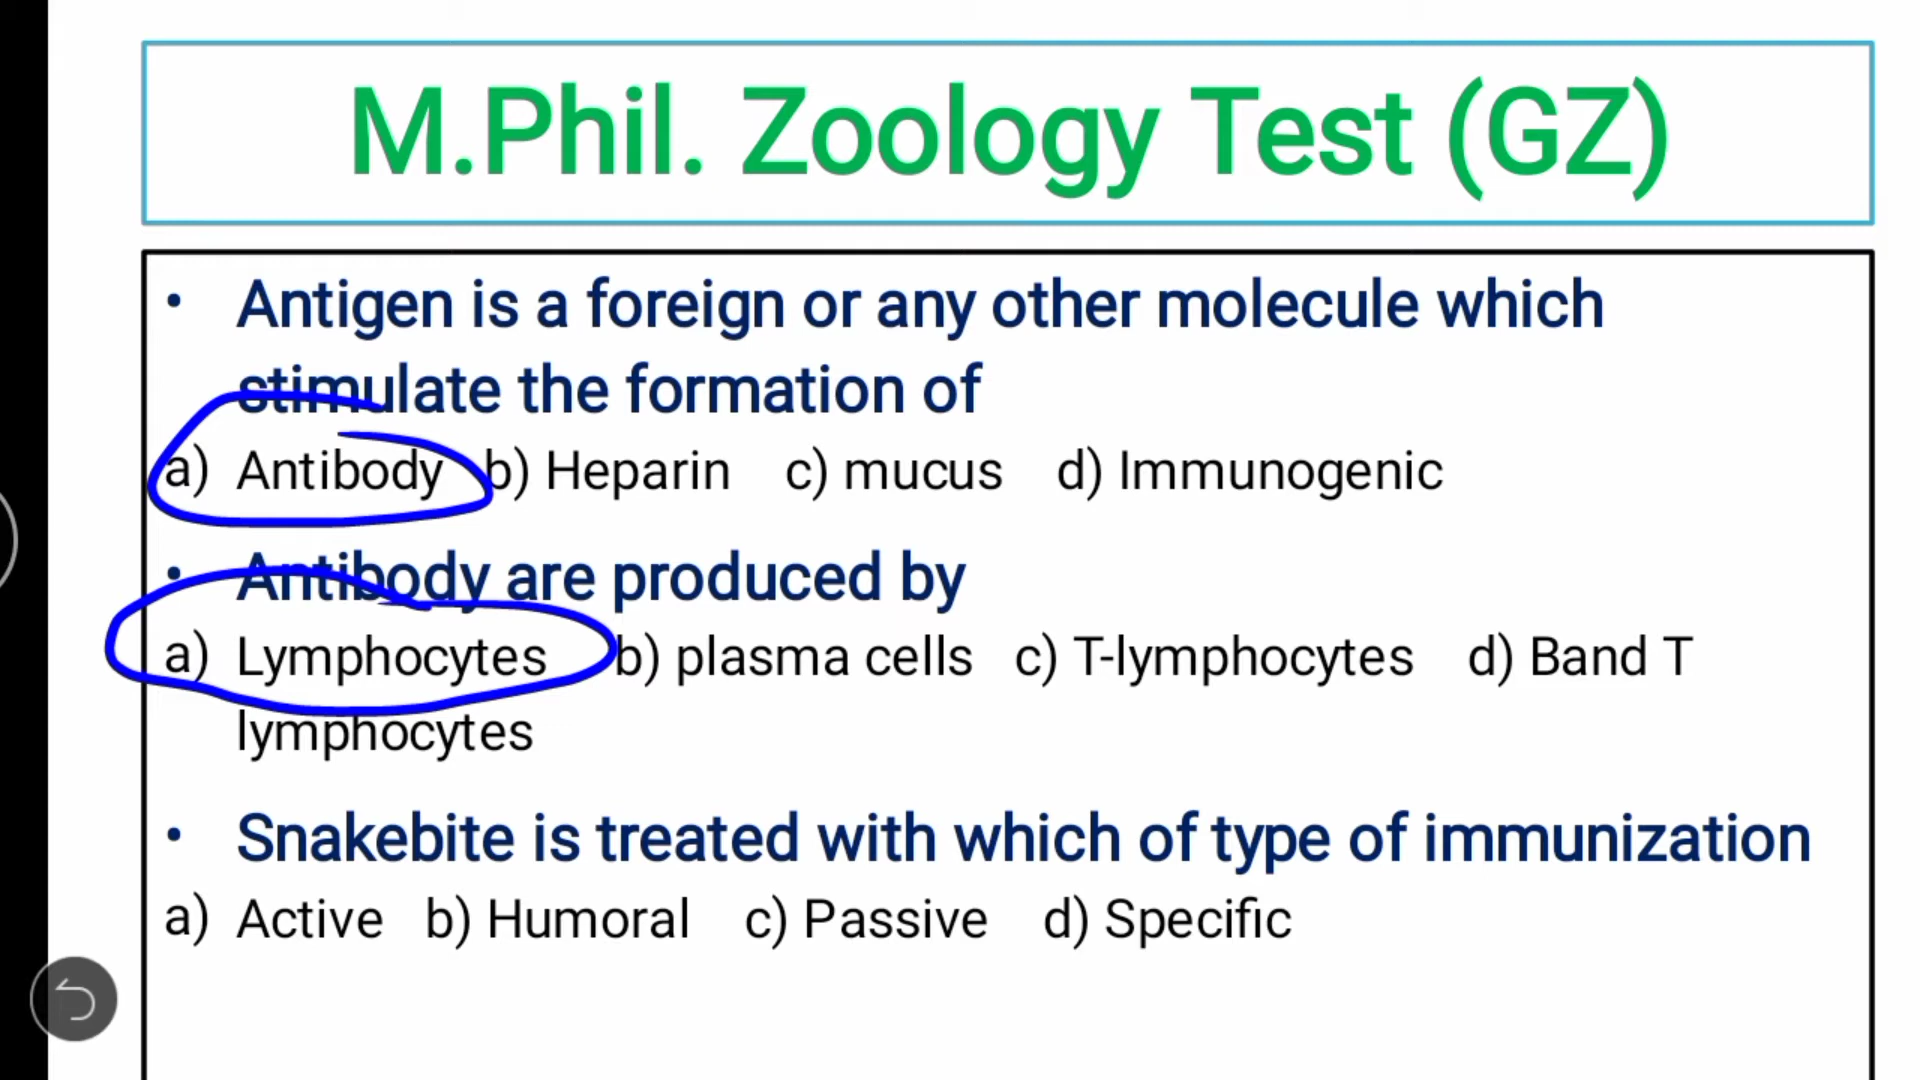 M.Phil. Zoology Test (GZ)
• Antigen is a foreign or any other molecule which
stimulate the formation of
a) Antibody b) Heparin c) mucus d) Immunogenic
• Antibody are produced by
a) Lymphocytes b) plasma cells c) T-lymphocytes d) Band T
lymphocytes
• Snakebite is treated with which of type of immunization
a) Active b) Humoral c) Passive d) Specific